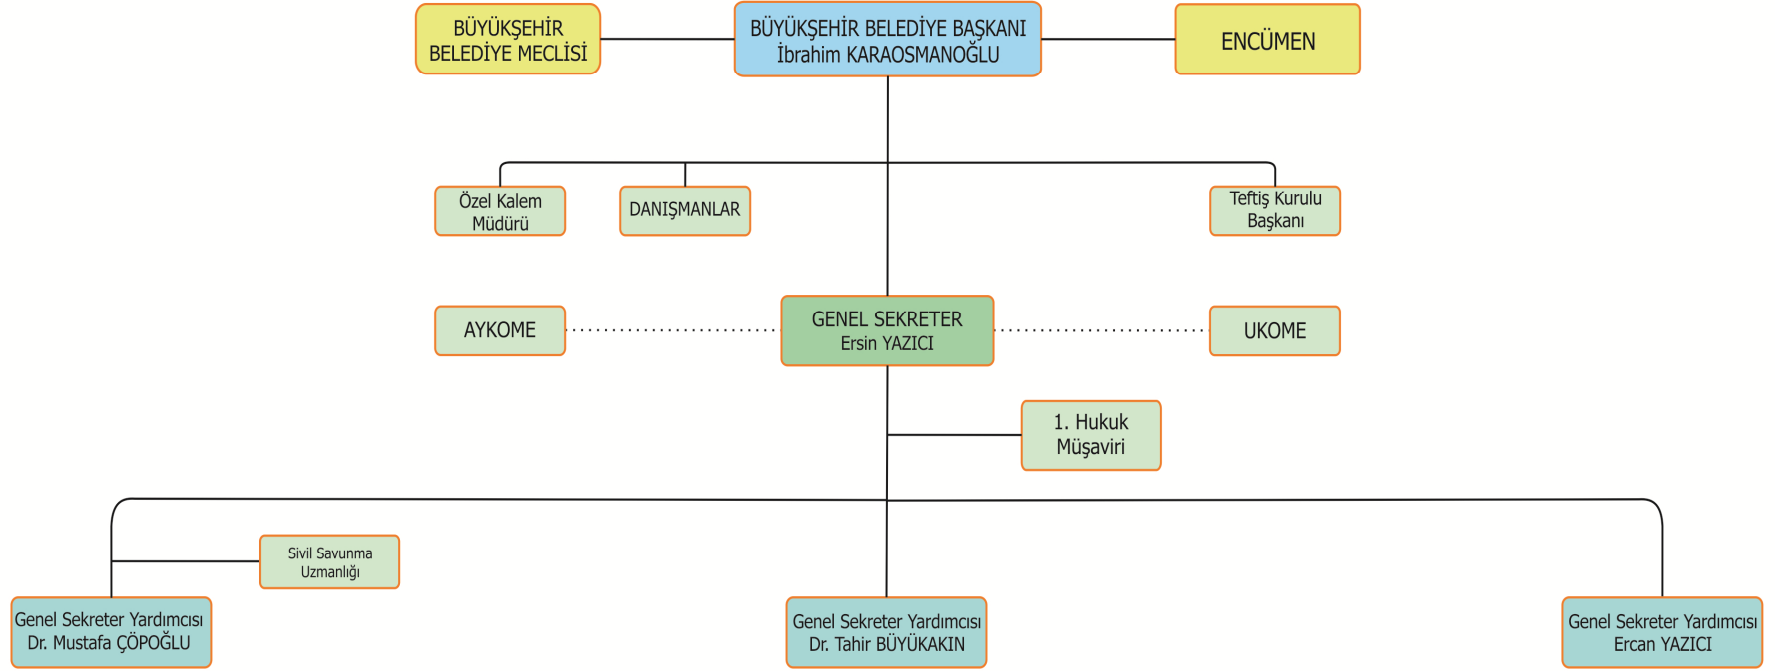 BÜYÜKŞEHİR
BELEDİYE MECLİSİ
BÜYÜKŞEHİR BELEDİYE BAŞKANI
İbrahim KARAOSMANOĞLU
ENCÜMEN
Özel Kalem
Müdürü
DANIŞMANLAR
Teftiş Kurulu
Başkanı
AYKOME
GENEL SEKRETER
Ersin YAZICI
UKOME
1. Hukuk
Müşaviri
Sivil Savunma
Uzmanlığı
Genel Sekreter Yardımcısı
Dr. Mustafa ÇÖPOĞLU
Genel Sekreter Yardımcısı
Dr. Tahir BÜYÜKAKIN
Genel Sekreter Yardımcısı
Ercan YAZICI